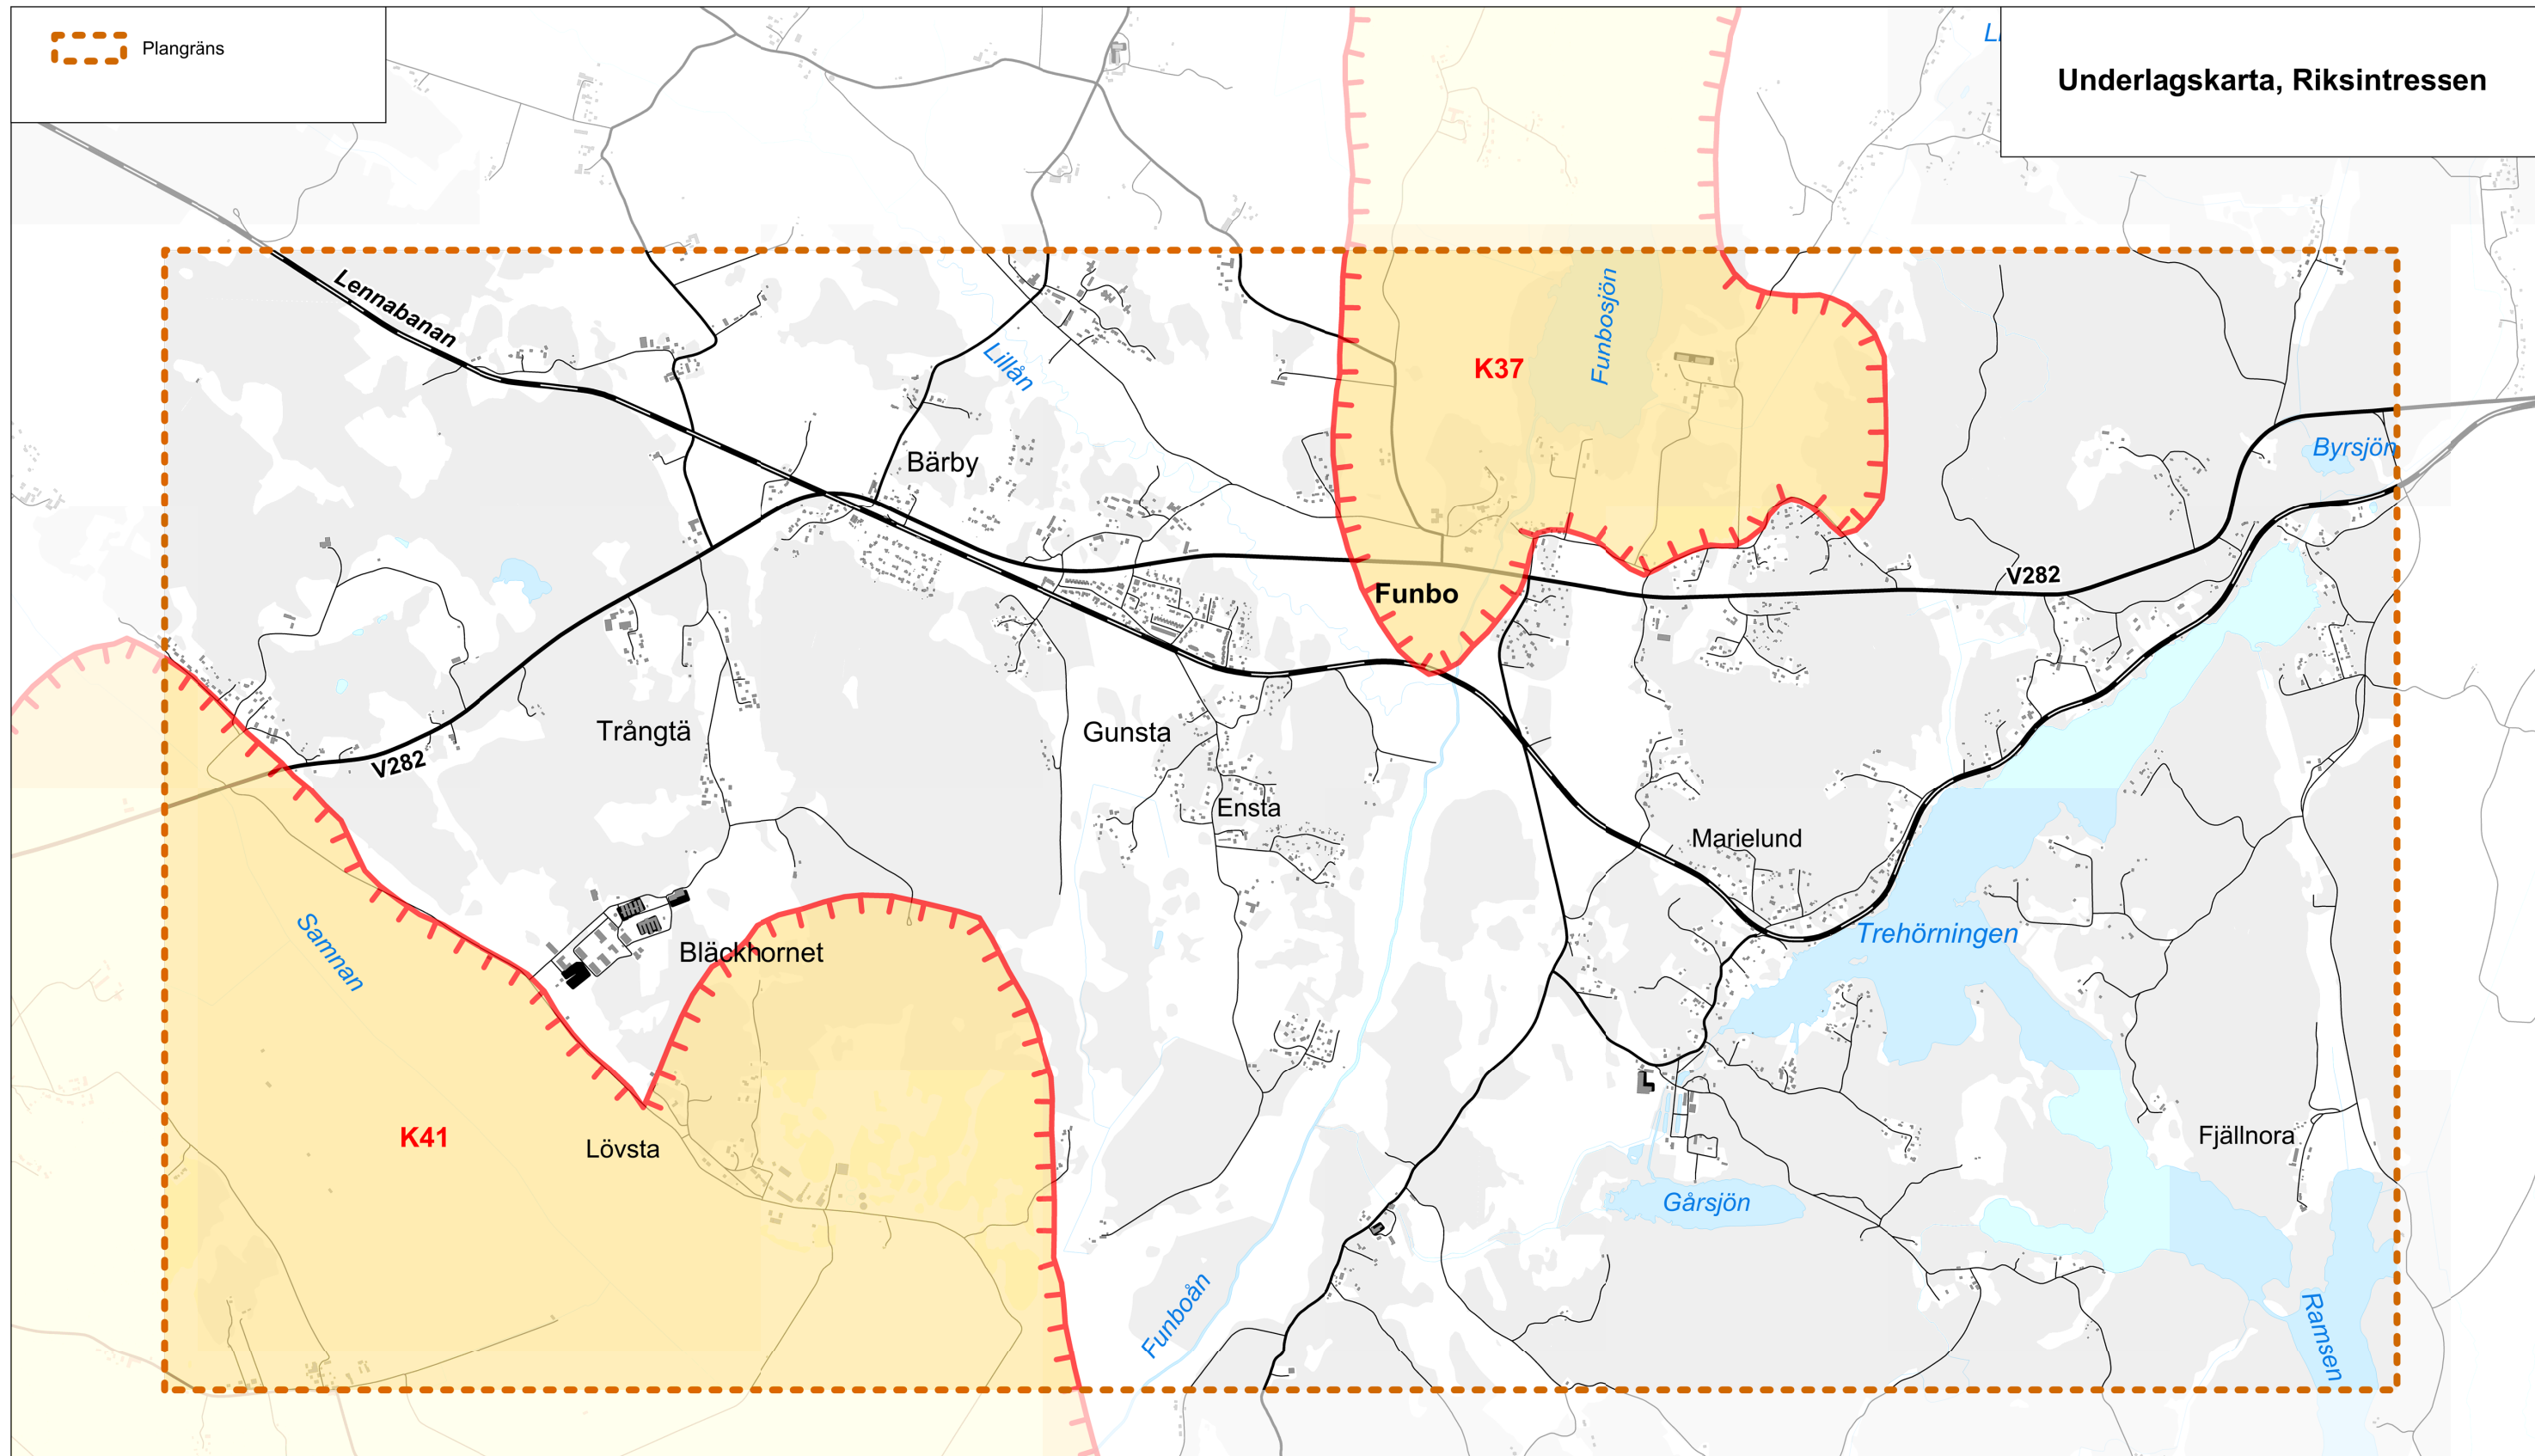 Plangräns
Underlagskarta, Riksintressen
Lennabanan
Funbosjön
Lillån
K37
Bärby
Byrsjön
V282
Funbo
Trångtä
Gunsta
V282
Ensta
Marielund
Samnan
Trehörningen
Bläckhornet
K41
Lövsta
Fjällnora
Gårsjön
Funboån
Ramsen